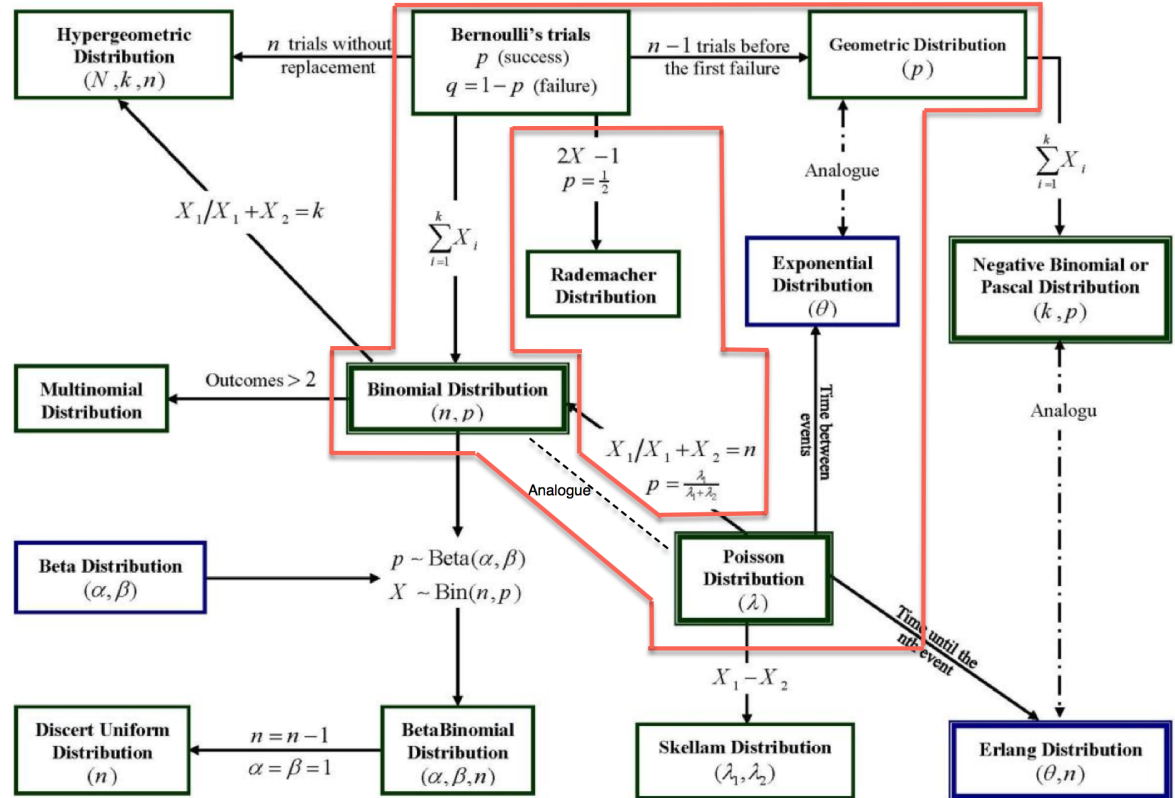 Hypergeometric
Distribution
(N,k,n)
n trials without
replacement
Bernoulli's trials
p (success)
q = 1 − p (failure)
n − 1 trials before
the first failure
Geometric Distribution
(p)
X₁/X₁ + X₂ = k
∑ᵢ₌₁ᵏ Xᵢ
2X − 1
p = 1/2
Analogue
∑ᵢ₌₁ᵏ Xᵢ
Rademacher
Distribution
Exponential
Distribution
(θ)
Negative Binomial or
Pascal Distribution
(k,p)
Multinomial
Distribution
Outcomes > 2
Binomial Distribution
(n,p)
Time between
events
Analogu
X₁/X₁ + X₂ = n
p = λ₁/(λ₁+λ₂)
Analogue
Beta Distribution
(α,β)
p ~ Beta(α,β)
X ~ Bin(n,p)
Poisson
Distribution
(λ)
Time until the
nth event
X₁ − X₂
Discert Uniform
Distribution
(n)
n = n − 1
α = β = 1
BetaBinomial
Distribution
(α,β,n)
Skellam Distribution
(λ₁,λ₂)
Erlang Distribution
(θ,n)